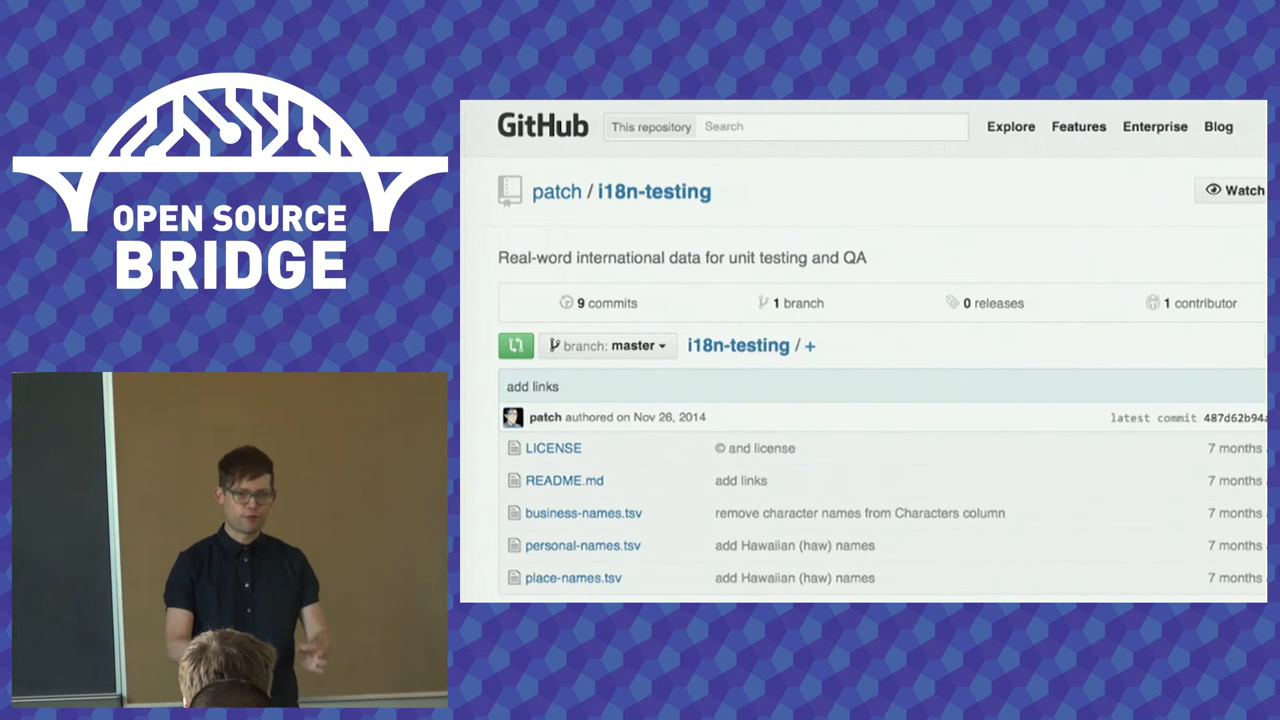 OPEN SOURCE
BRIDGE
GitHub This repository Search Explore Features Enterprise Blog
patch / i18n-testing Watch
Real-word international data for unit testing and QA
9 commits 1 branch 0 releases 1 contributor
branch: master i18n-testing / +
add links
patch authored on Nov 26, 2014 latest commit 487d62b94a
LICENSE © and license 7 months
README.md add links 7 months
business-names.tsv remove character names from Characters column 7 months
personal-names.tsv add Hawaiian (haw) names 7 months
place-names.tsv add Hawaiian (haw) names 7 months